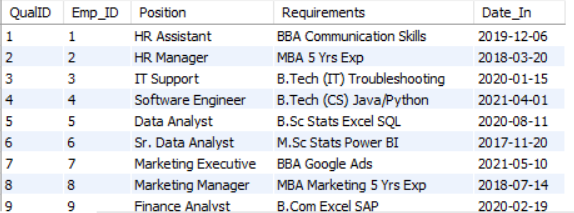 QualID Emp_ID Position Requirements Date_In
1 1 HR Assistant BBA Communication Skills 2019-12-06
2 2 HR Manager MBA 5 Yrs Exp 2018-03-20
3 3 IT Support B.Tech (IT) Troubleshooting 2020-01-15
4 4 Software Engineer B.Tech (CS) Java/Python 2021-04-01
5 5 Data Analyst B.Sc Stats Excel SQL 2020-08-11
6 6 Sr. Data Analyst M.Sc Stats Power BI 2017-11-20
7 7 Marketing Executive BBA Google Ads 2021-05-10
8 8 Marketing Manager MBA Marketing 5 Yrs Exp 2018-07-14
9 9 Finance Analyst B.Com Excel SAP 2020-02-19